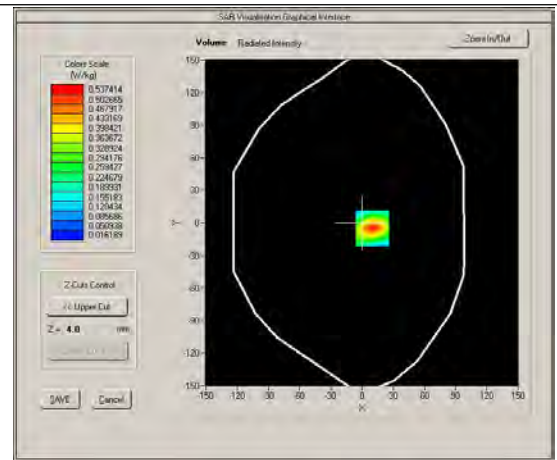 SAR Visualisation Graphical Interface
Volume Radiated Intensity
Zoom In/Out
Colors Scale
(W/kg)
0.537414
0.502665
0.467917
0.433169
0.398421
0.363672
0.328924
0.294176
0.259427
0.224679
0.189931
0.155183
0.120434
0.085686
0.050938
0.016189
150-
120-
90-
60-
30-
Y 0-
-30-
-60-
-90-
-120-
-150-
-150 -120 -90 -60 -30 0 30 60 90 120 150
X
Z-Cuts Control
<< Upper Cut
Z = 4.0 mm
SAVE
Cancel